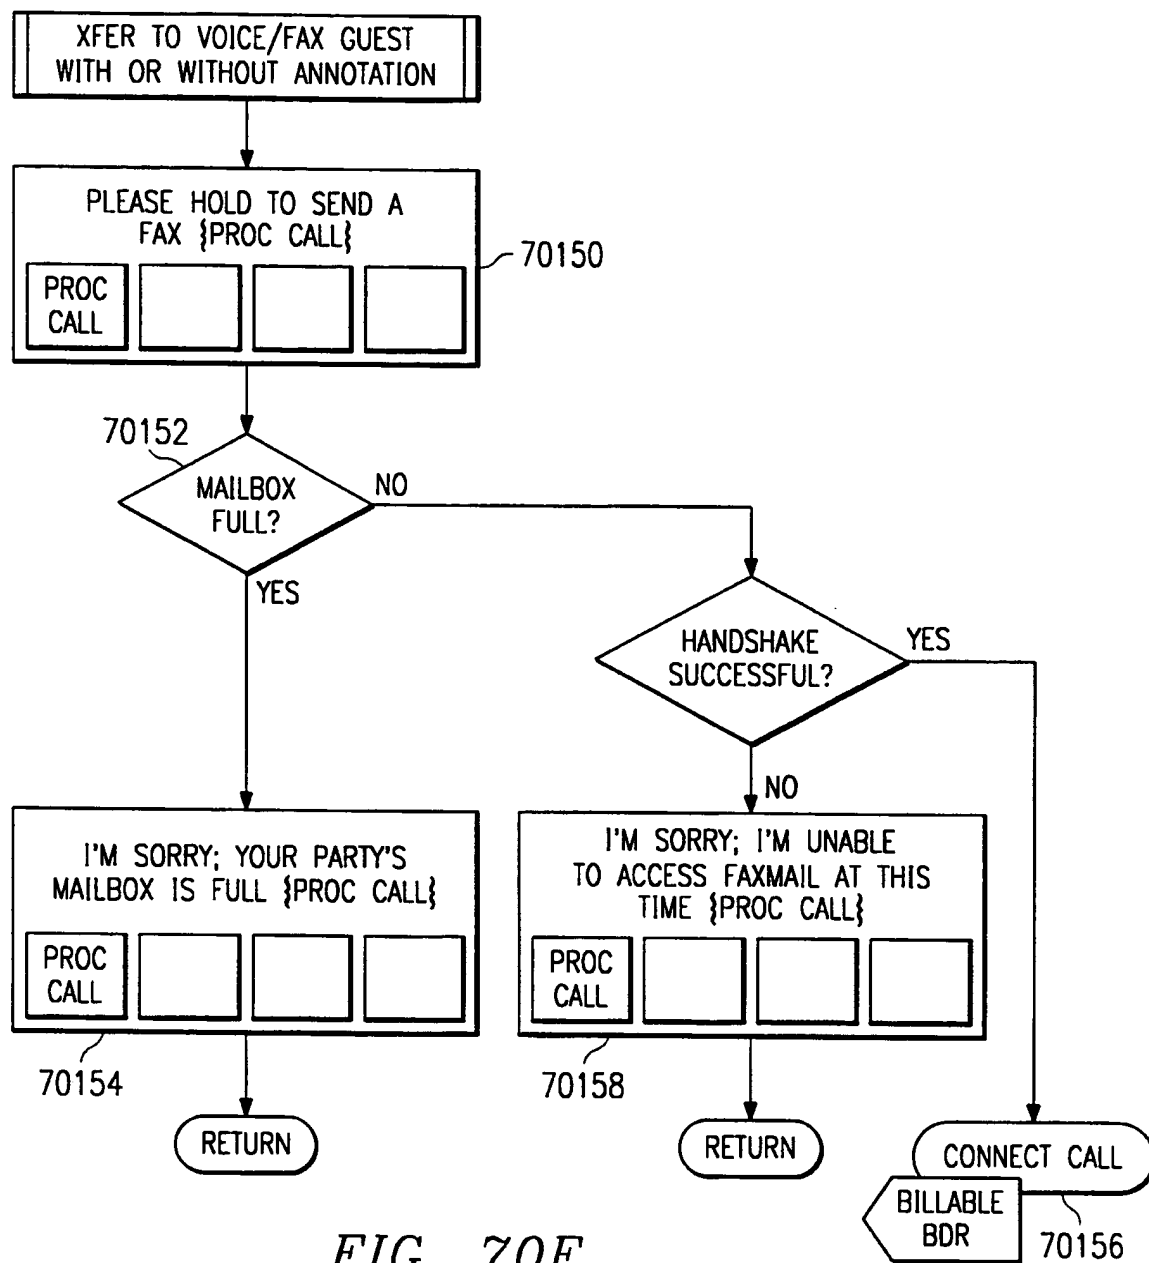 XFER TO VOICE/FAX GUEST
WITH OR WITHOUT ANNOTATION
PLEASE HOLD TO SEND A
FAX {PROC CALL}
70150
PROC
CALL
70152
MAILBOX
FULL?
NO
YES
HANDSHAKE
SUCCESSFUL?
YES
NO
I'M SORRY; YOUR PARTY'S
MAILBOX IS FULL {PROC CALL}
PROC
CALL
70154
RETURN
I'M SORRY; I'M UNABLE
TO ACCESS FAXMAIL AT THIS
TIME {PROC CALL}
PROC
CALL
70158
RETURN
CONNECT CALL
BILLABLE
BDR
70156
FIG. 70F